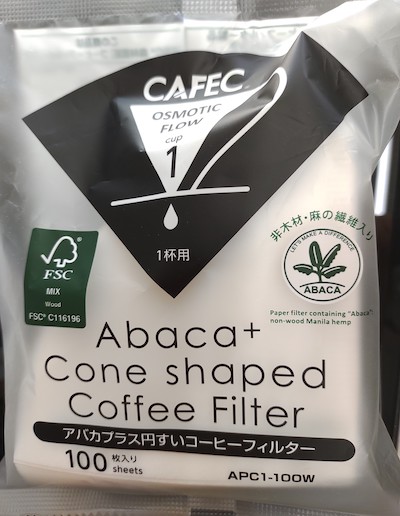 CAFEC
OSMOTIC
FLOW
cup
1
1杯用
非木材・麻の繊維入り
LET'S MAKE A DIFFERENCE
ABACA
Paper filter containing "Abaca":
non-wood Manila hemp
FSC
MIX
Wood
FSC® C116196
Abaca+
Cone shaped
Coffee Filter
アバカプラス円すいコーヒーフィルター
100 枚入り
sheets
APC1-100W